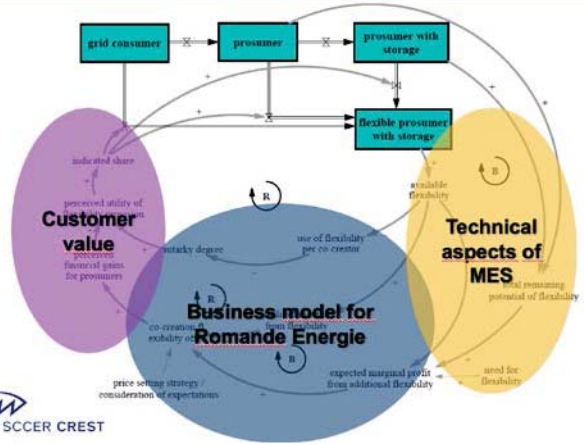 grid consumer
prosumer
prosumer with
storage
flexible prosumer
with storage
indicated share
available
flexibility
B
R
perceived utility of
Customer
value
perceived
financial gains
for prosumers
autarky degree
use of flexibility
per co-creator
Technical
aspects of
MES
total remaining
potential of flexibility
R
Business model for
from flexibility
Romande Energie
co-creation fl
exibility of
B
price setting strategy /
consideration of expectations
expected marginal profit
from additional flexibility
need for
flexibility
SCCER CREST